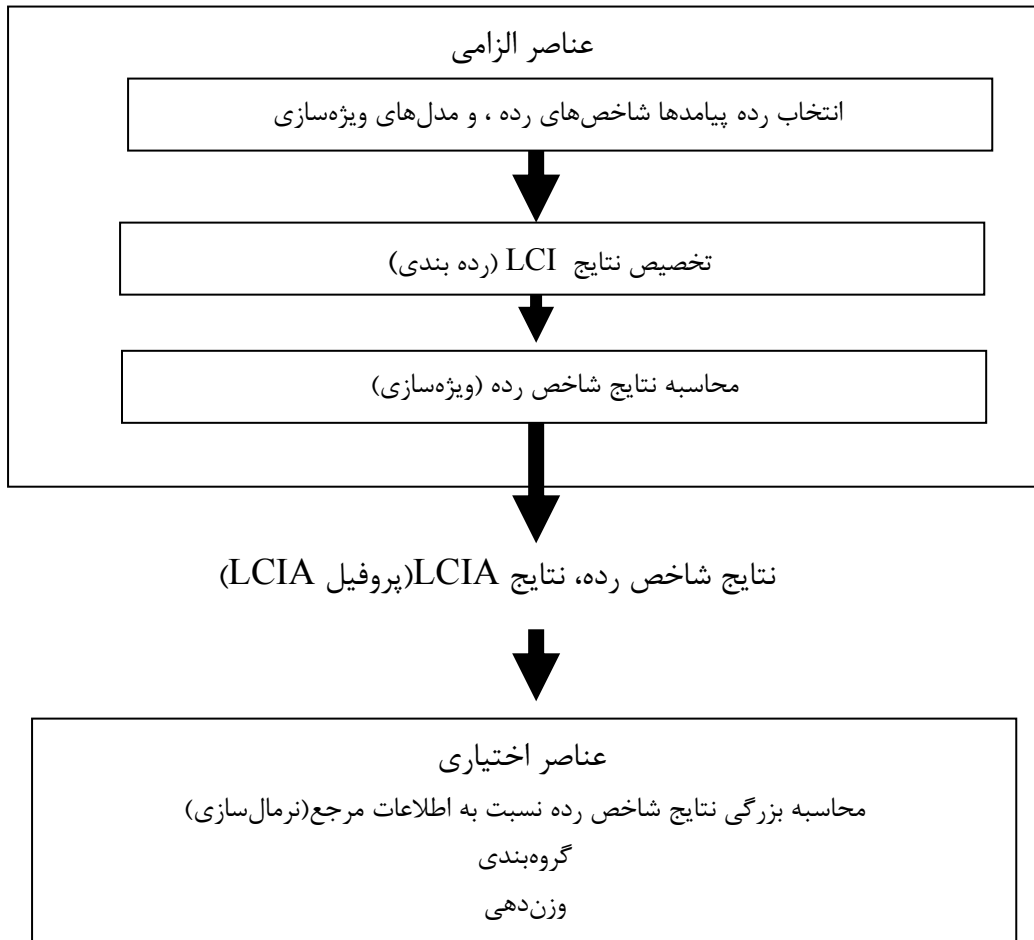 عناصر الزامی
انتخاب رده پیامدها شاخص‌های رده ، و مدل‌های ویژه‌سازی
تخصیص نتایج LCI (رده بندی)
محاسبه نتایج شاخص رده (ویژه‌سازی)
نتایج شاخص رده، نتایج LCIA(پروفیل LCIA)
عناصر اختیاری
محاسبه بزرگی نتایج شاخص رده نسبت به اطلاعات مرجع(نرمال‌سازی)
گروه‌بندی
وزن‌دهی